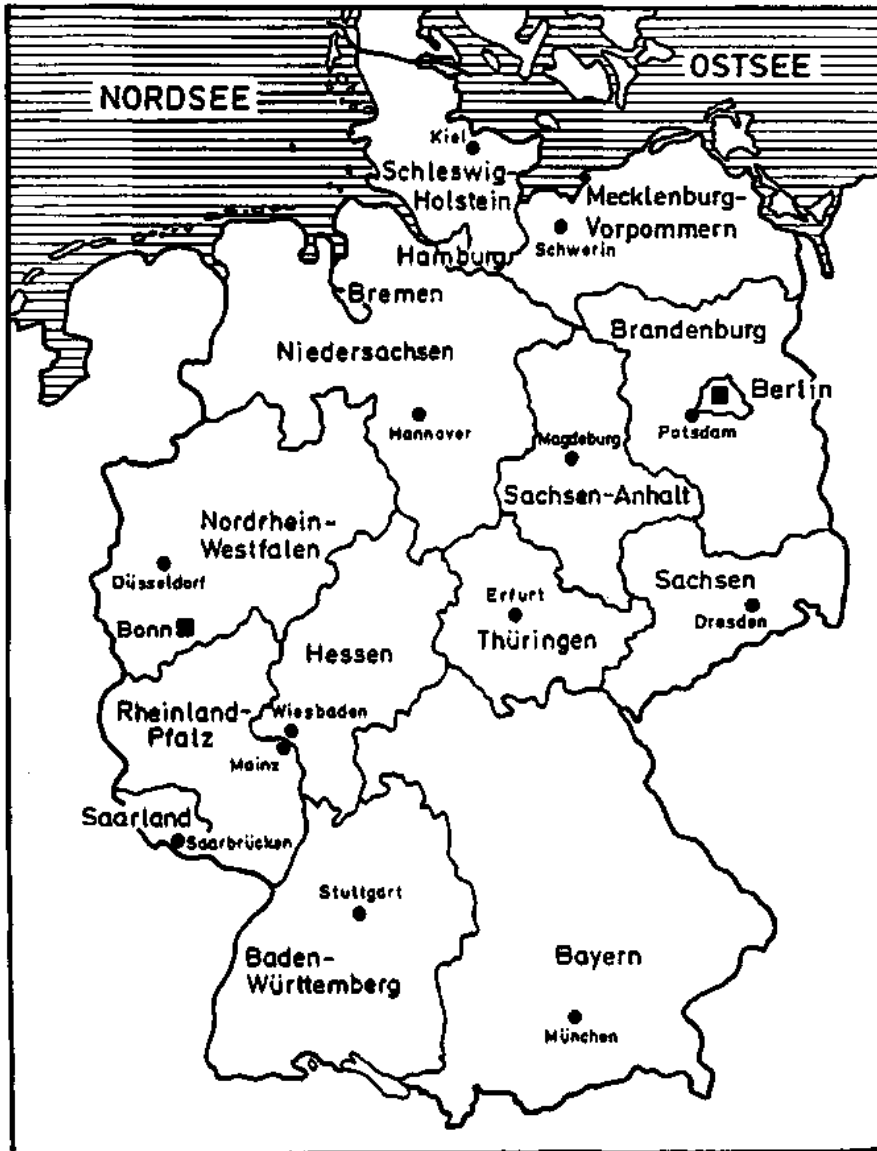 OSTSEE
NORDSEE
Kiel
Schleswig-
Holstein
Mecklenburg-
Vorpommern
Schwerin
Hamburg
Bremen
Brandenburg
Niedersachsen
Berlin
Hannover
Magdeburg
Potsdam
Sachsen-Anhalt
Nordrhein-
Westfalen
Düsseldorf
Sachsen
Erfurt
Dresden
Bonn
Thüringen
Hessen
Rheinland-
Pfalz
Wiesbaden
Mainz
Saarland
Saarbrücken
Stuttgart
Baden-
Württemberg
Bayern
München